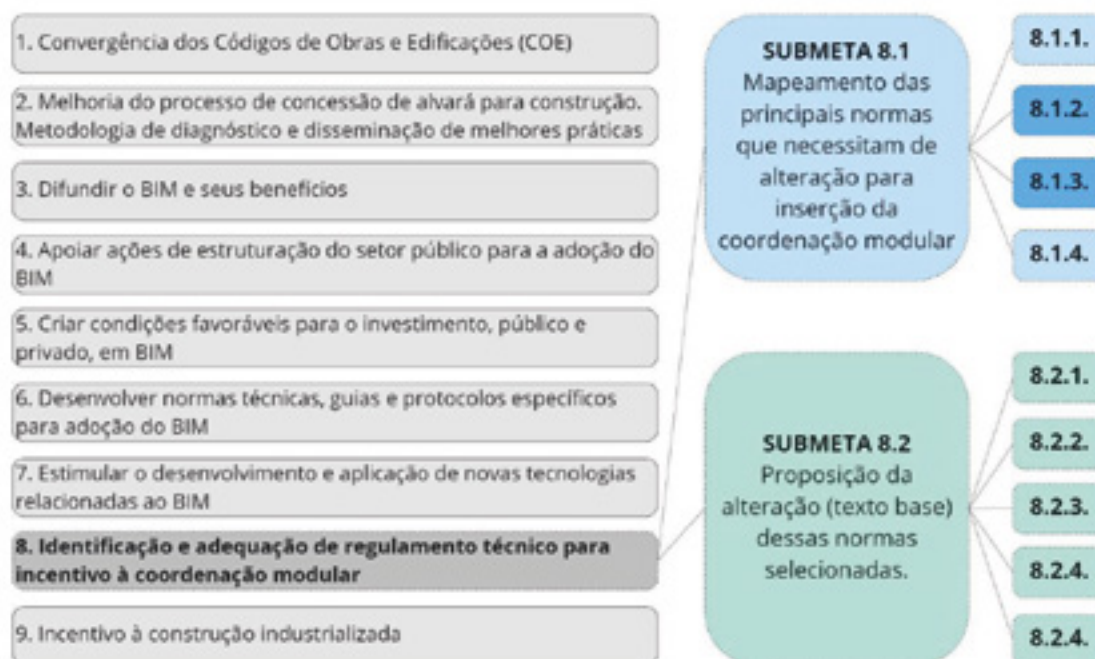 1. Convergência dos Códigos de Obras e Edificações (COE)
2. Melhoria do processo de concessão de alvará para construção.
Metodologia de diagnóstico e disseminação de melhores práticas
3. Difundir o BIM e seus benefícios
4. Apoiar ações de estruturação do setor público para a adoção do
BIM
5. Criar condições favoráveis para o investimento, público e
privado, em BIM
6. Desenvolver normas técnicas, guias e protocolos específicos
para adoção do BIM
7. Estimular o desenvolvimento e aplicação de novas tecnologias
relacionadas ao BIM
8. Identificação e adequação de regulamento técnico para
incentivo à coordenação modular
9. Incentivo à construção industrializada
SUBMETA 8.1
Mapeamento das
principais normas
que necessitam de
alteração para
inserção da
coordenação modular
8.1.1.
8.1.2.
8.1.3.
8.1.4.
SUBMETA 8.2
Proposição da
alteração (texto base)
dessas normas
selecionadas.
8.2.1.
8.2.2.
8.2.3.
8.2.4.
8.2.4.